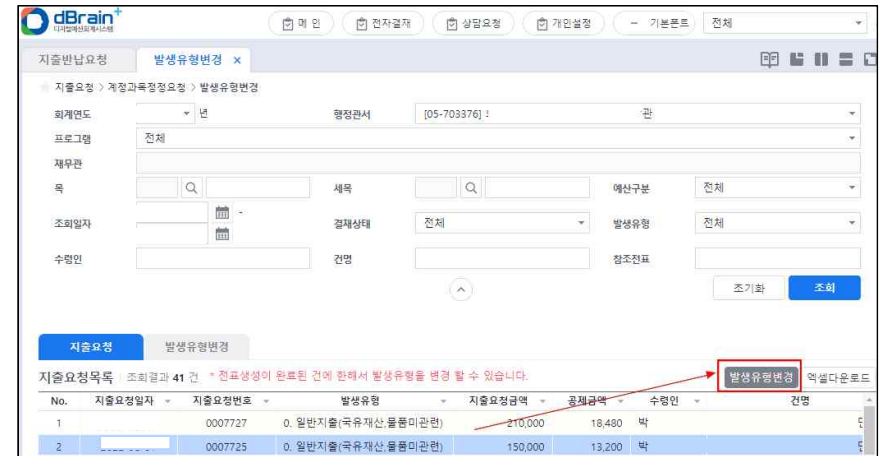 dBrain+
디지털예산회계시스템
메 인 전자결재 상담요청 개인설정 - 기본폰트 전체
지출반납요청 발생유형변경 ×
지출요청 > 계정과목정정요청 > 발생유형변경
회계연도 년 행정관서 [05-703376] 관
프로그램 전체
재무관
목 세목 예산구분 전체
조회일자 - 결재상태 전체 발생유형 전체
수령인 건명 참조전표
초기화 조회
지출요청 발생유형변경
지출요청목록 조회결과 41 건 * 전표생성이 완료된 건에 한해서 발생유형을 변경 할 수 있습니다. 발생유형변경 엑셀다운로드
No. 지출요청일자 지출요청번호 발생유형 지출요청금액 공제금액 수령인 건명
1 0007727 0. 일반지출(국유재산,물품미관련) 210,000 18,480 박
2 0007725 0. 일반지출(국유재산,물품미관련) 150,000 13,200 박